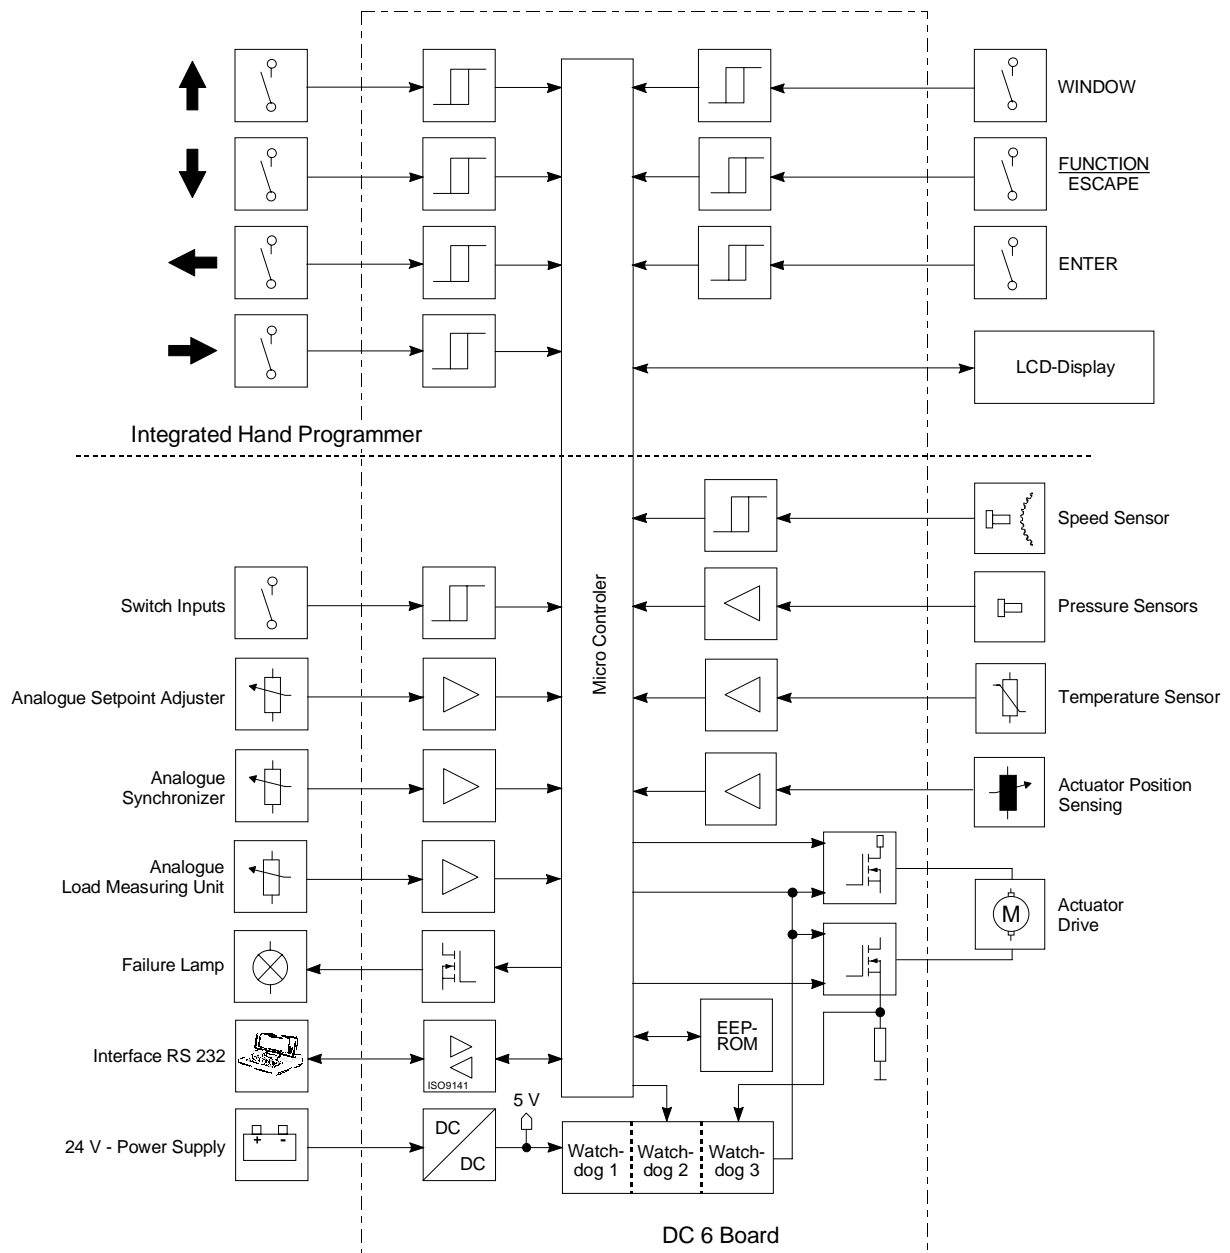 WINDOW
FUNCTION
ESCAPE
ENTER
LCD-Display
Integrated Hand Programmer
Micro Controler
Speed Sensor
Switch Inputs
Pressure Sensors
Analogue Setpoint Adjuster
Temperature Sensor
Analogue
Synchronizer
Actuator Position
Sensing
Analogue
Load Measuring Unit
M
Actuator
Drive
Failure Lamp
EEP-
ROM
Interface RS 232
ISO9141
24 V - Power Supply
+ -
DC
DC
5 V
Watch-
dog 1
Watch-
dog 2
Watch-
dog 3
DC 6 Board